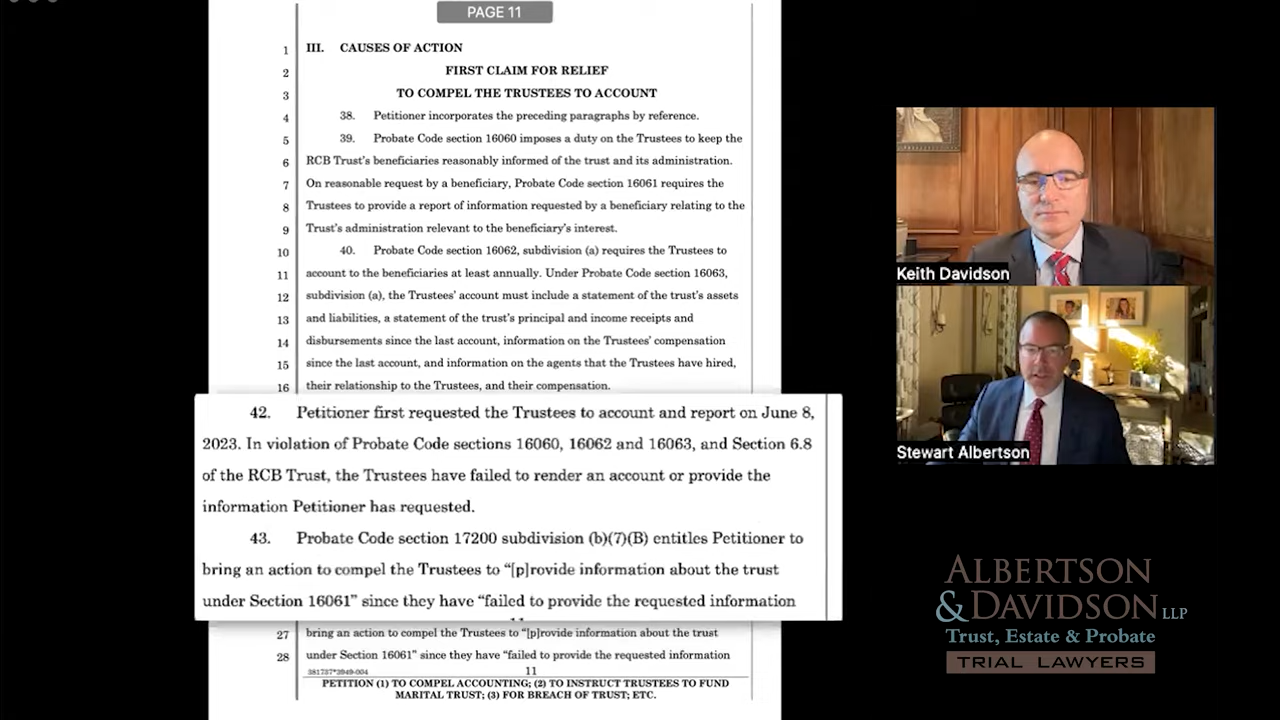 PAGE 11
1 III. CAUSES OF ACTION
2 FIRST CLAIM FOR RELIEF
3 TO COMPEL THE TRUSTEES TO ACCOUNT
4 38. Petitioner incorporates the preceding paragraphs by reference.
5 39. Probate Code section 16060 imposes a duty on the Trustees to keep the
6 RCB Trust's beneficiaries reasonably informed of the trust and its administration.
7 On reasonable request by a beneficiary, Probate Code section 16061 requires the
8 Trustees to provide a report of information requested by a beneficiary relating to the
9 Trust's administration relevant to the beneficiary's interest.
10 40. Probate Code section 16062, subdivision (a) requires the Trustees to
11 account to the beneficiaries at least annually. Under Probate Code section 16063,
12 subdivision (a), the Trustees' account must include a statement of the trust's assets
13 and liabilities, a statement of the trust's principal and income receipts and
14 disbursements since the last account, information on the Trustees' compensation
15 since the last account, and information on the agents that the Trustees have hired,
16 their relationship to the Trustees, and their compensation.
42. Petitioner first requested the Trustees to account and report on June 8,
2023. In violation of Probate Code sections 16060, 16062 and 16063, and Section 6.8
of the RCB Trust, the Trustees have failed to render an account or provide the
information Petitioner has requested.
43. Probate Code section 17200 subdivision (b)(7)(B) entitles Petitioner to
bring an action to compel the Trustees to "[p]rovide information about the trust
under Section 16061" since they have "failed to provide the requested information
27 bring an action to compel the Trustees to "[p]rovide information about the trust
28 under Section 16061" since they have "failed to provide the requested information
11
PETITION (1) TO COMPEL ACCOUNTING; (2) TO INSTRUCT TRUSTEES TO FUND
MARITAL TRUST; (3) FOR BREACH OF TRUST; ETC.
Keith Davidson
Stewart Albertson
ALBERTSON
& DAVIDSON LLP
Trust, Estate & Probate
TRIAL LAWYERS